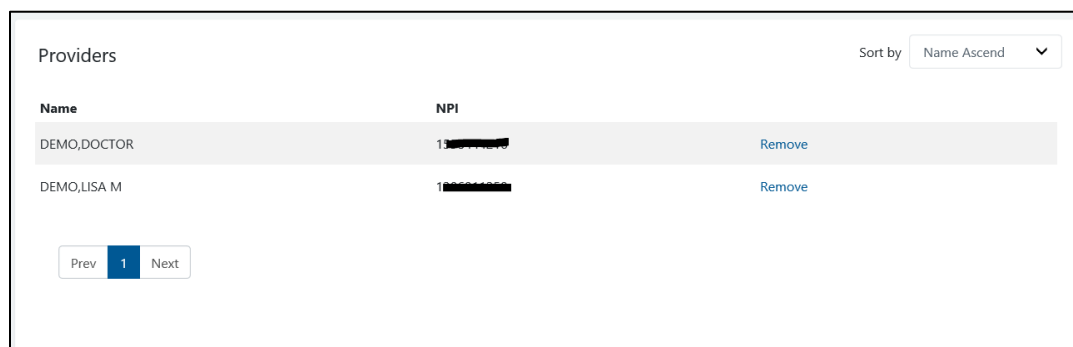 Providers Sort by Name Ascend
Name NPI
DEMO,DOCTOR Remove
DEMO,LISA M Remove
Prev 1 Next